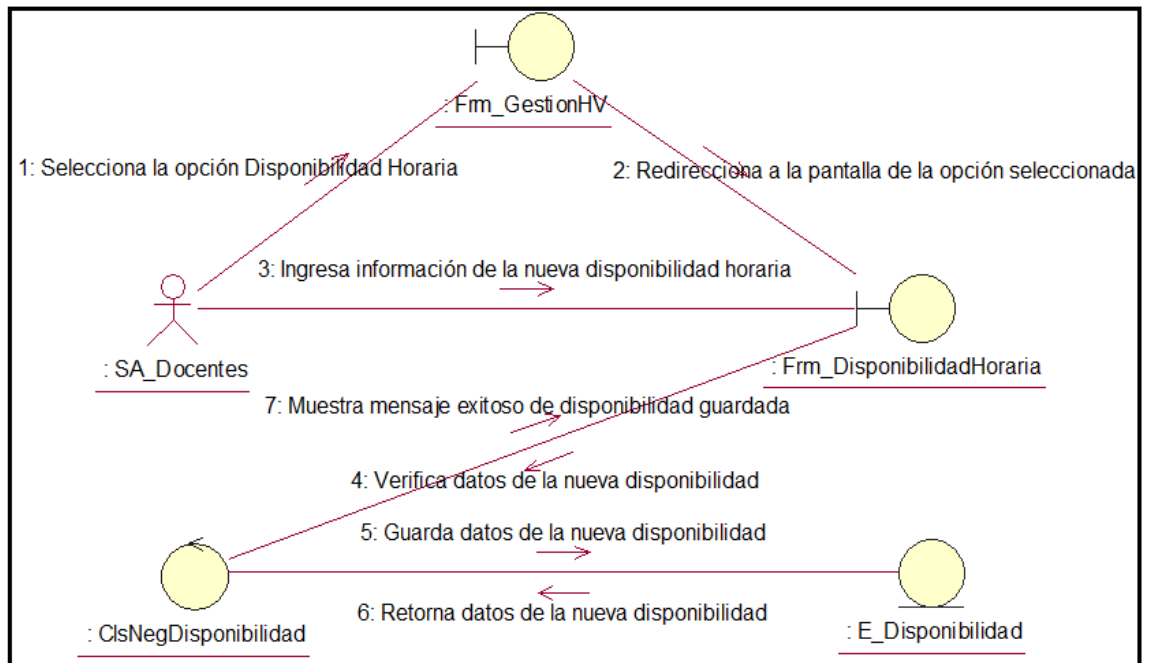 : Frm_GestionHV
1: Selecciona la opción Disponibilidad Horaria
2: Redirecciona a la pantalla de la opción seleccionada
3: Ingresa información de la nueva disponibilidad horaria
: SA_Docentes
: Frm_DisponibilidadHoraria
7: Muestra mensaje exitoso de disponibilidad guardada
4: Verifica datos de la nueva disponibilidad
5: Guarda datos de la nueva disponibilidad
6: Retorna datos de la nueva disponibilidad
: ClsNegDisponibilidad
: E_Disponibilidad